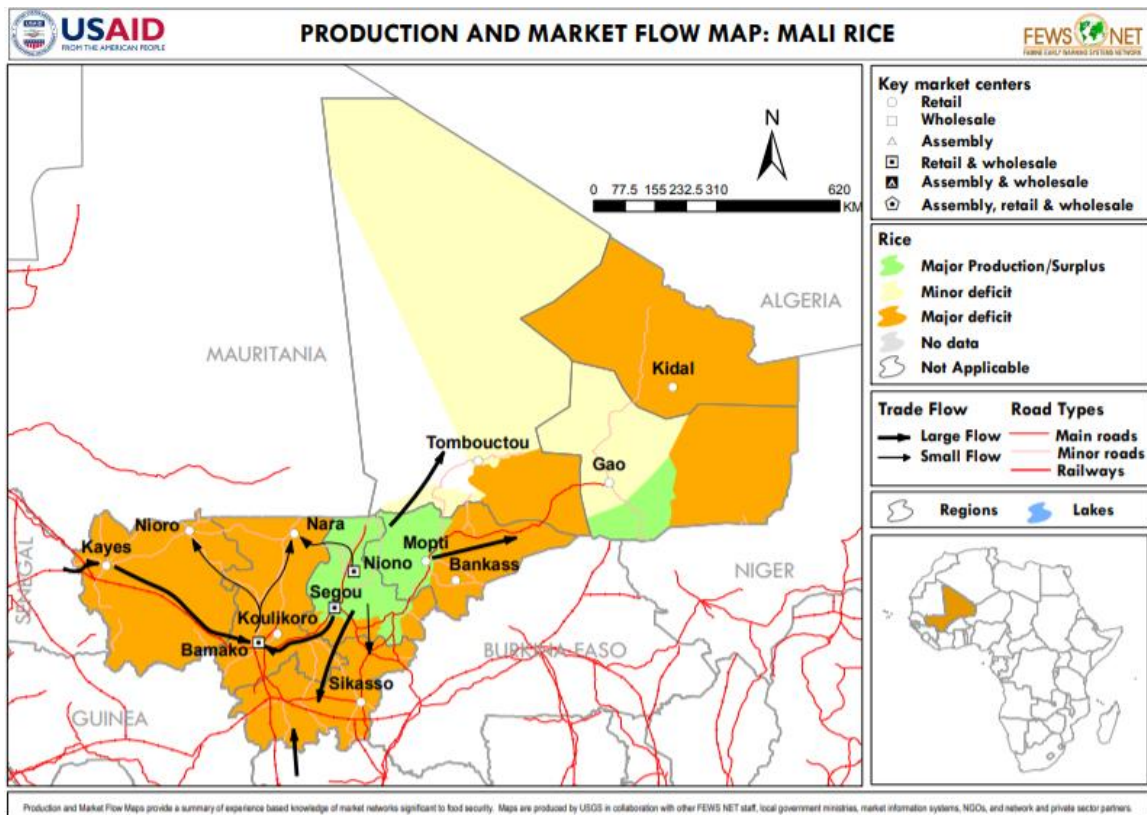 USAID
FROM THE AMERICAN PEOPLE
PRODUCTION AND MARKET FLOW MAP: MALI RICE
FEWS NET
FAMINE EARLY WARNING SYSTEMS NETWORK
N
0 77.5 155 232.5 310 620
KM
ALGERIA
MAURITANIA
Kidal
Tombouctou
Gao
Nioro
Nara
Mopti
Kayes
Niono
Bankass
NIGER
SENEGAL
Segou
Koulikoro
Bamako
BURKINA FASO
Sikasso
GUINEA
Key market centers
Retail
Wholesale
Assembly
Retail & wholesale
Assembly & wholesale
Assembly, retail & wholesale
Rice
Major Production/Surplus
Minor deficit
Major deficit
No data
Not Applicable
Trade Flow Road Types
Large Flow Main roads
Small Flow Minor roads
Railways
Regions Lakes
Production and Market Flow Maps provide a summary of experience based knowledge of market networks significant to food security. Maps are produced by USGS in collaboration with other FEWS NET staff, local government ministries, market information systems, NGOs, and network and private sector partners.